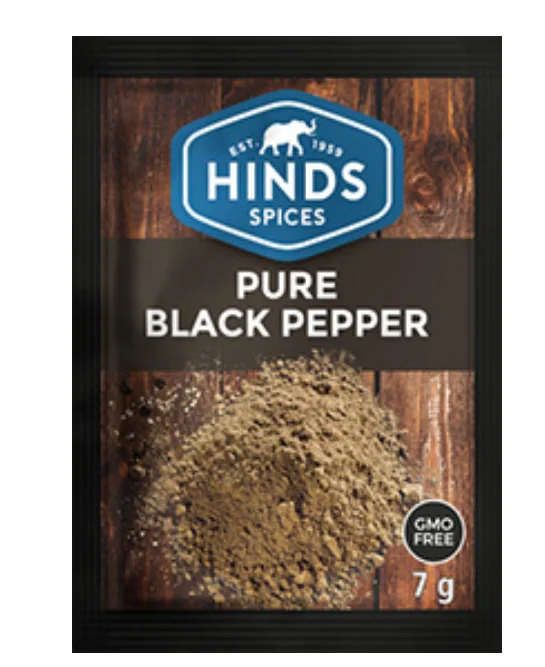 EST. 1959
HINDS
SPICES
PURE
BLACK PEPPER
GMO
FREE
7 g